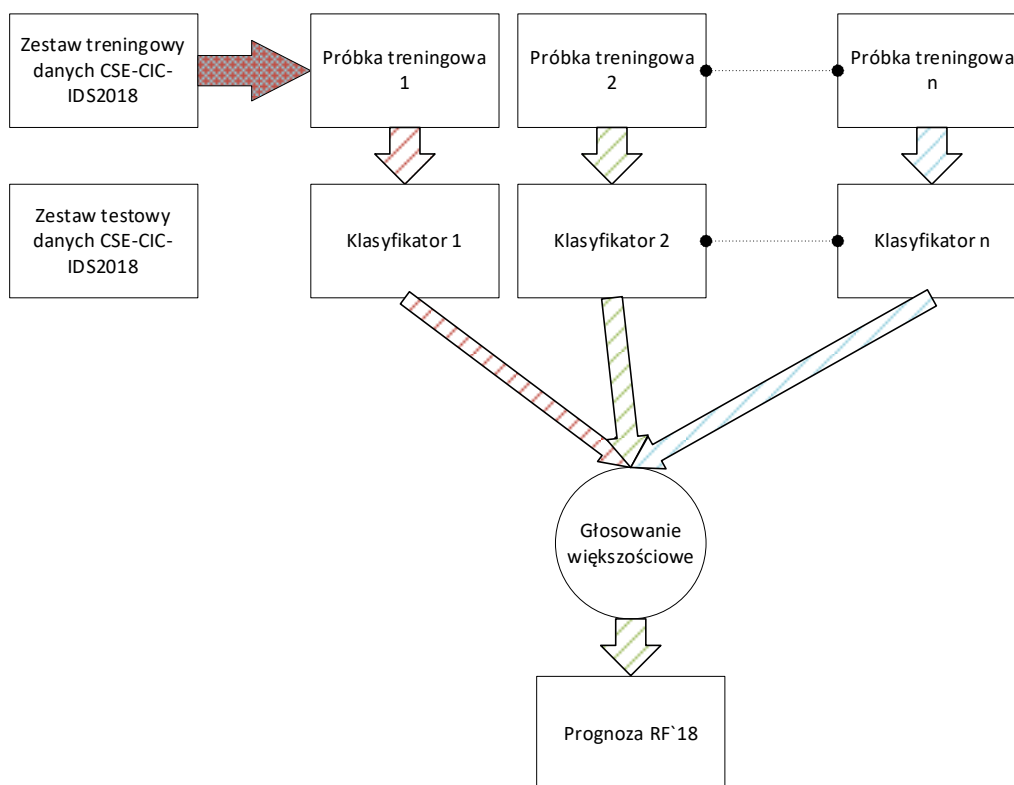 Zestaw treningowy
danych CSE-CIC-
IDS2018
Próbka treningowa
1
Próbka treningowa
2
Próbka treningowa
n
Zestaw testowy
danych CSE-CIC-
IDS2018
Klasyfikator 1
Klasyfikator 2
Klasyfikator n
Głosowanie
większościowe
Prognoza RF`18